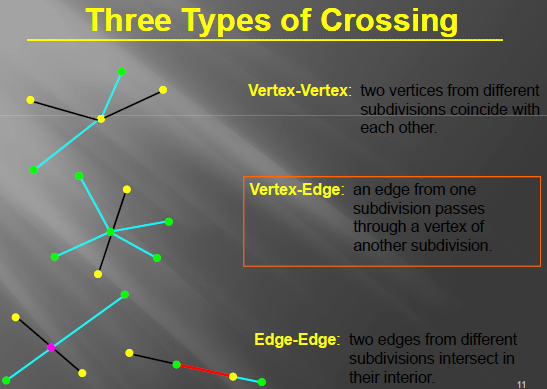 Three Types of Crossing
Vertex-Vertex: two vertices from different
subdivisions coincide with
each other.
Vertex-Edge: an edge from one
subdivision passes
through a vertex of
another subdivision.
Edge-Edge: two edges from different
subdivisions intersect in
their interior.
11